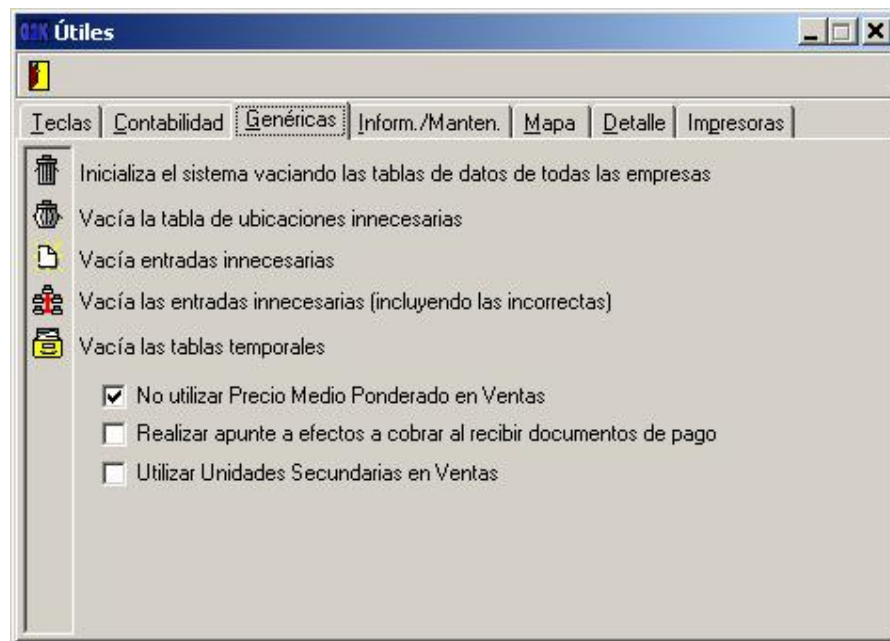 G2K Útiles
Teclas Contabilidad Genéricas Inform./Manten. Mapa Detalle Impresoras
Inicializa el sistema vaciando las tablas de datos de todas las empresas
Vacía la tabla de ubicaciones innecesarias
Vacía entradas innecesarias
Vacía las entradas innecesarias (incluyendo las incorrectas)
Vacía las tablas temporales
No utilizar Precio Medio Ponderado en Ventas
Realizar apunte a efectos a cobrar al recibir documentos de pago
Utilizar Unidades Secundarias en Ventas